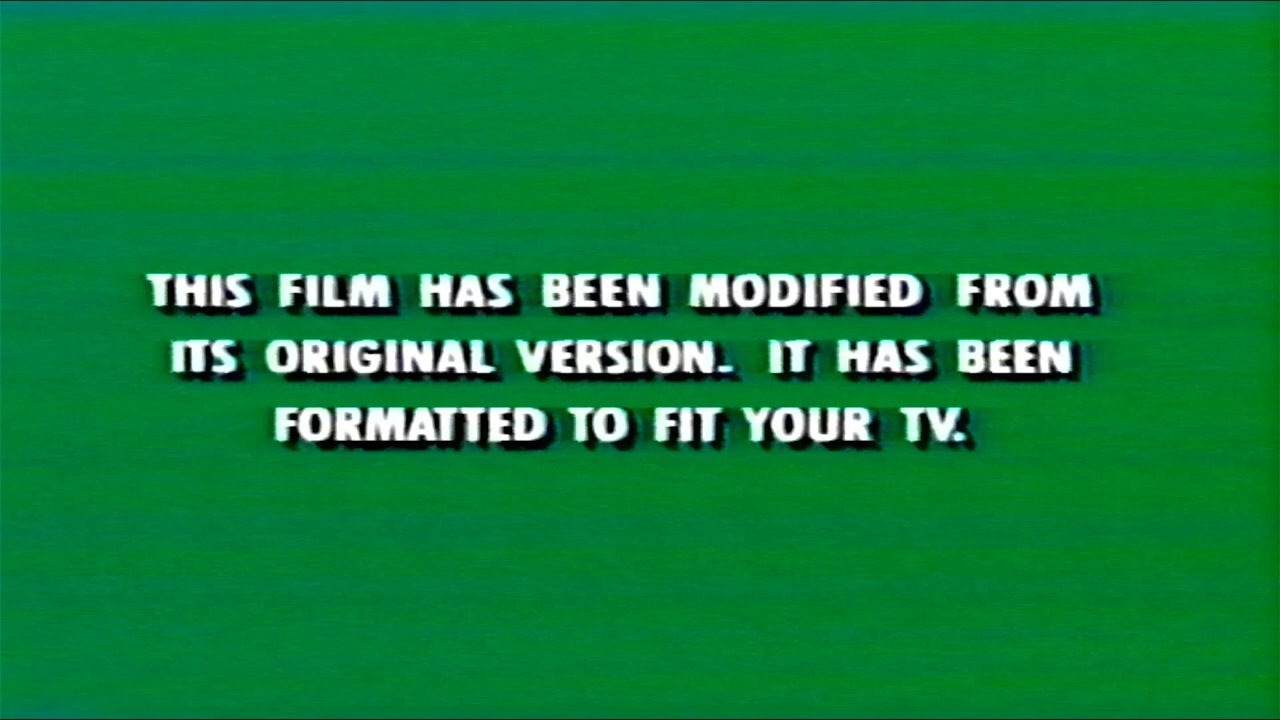 THIS FILM HAS BEEN MODIFIED FROM
ITS ORIGINAL VERSION. IT HAS BEEN
FORMATTED TO FIT YOUR TV.